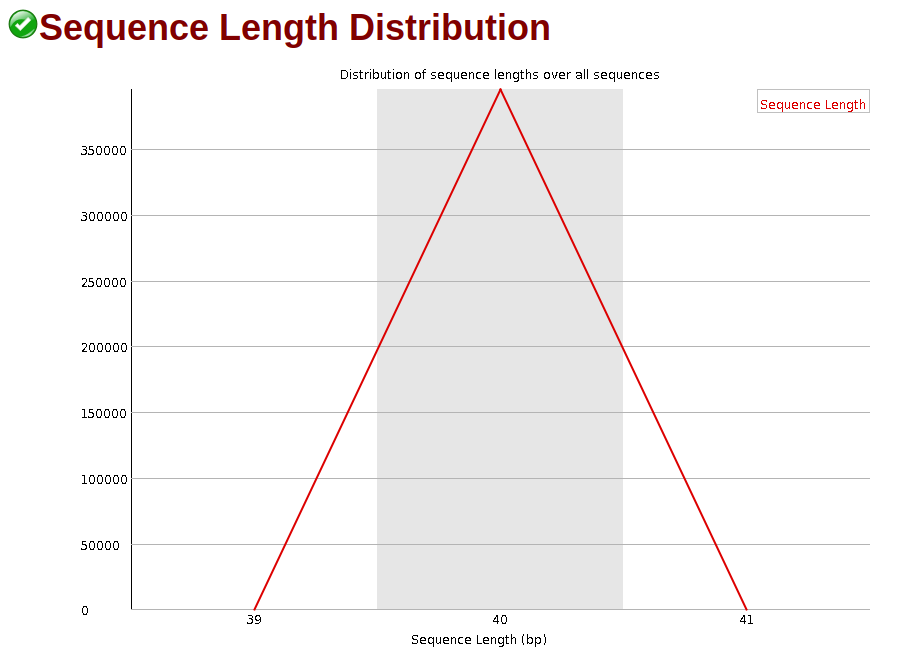 Sequence Length Distribution
Distribution of sequence lengths over all sequences
Sequence Length
350000
300000
250000
200000
150000
100000
50000
0
39 40 41
Sequence Length (bp)